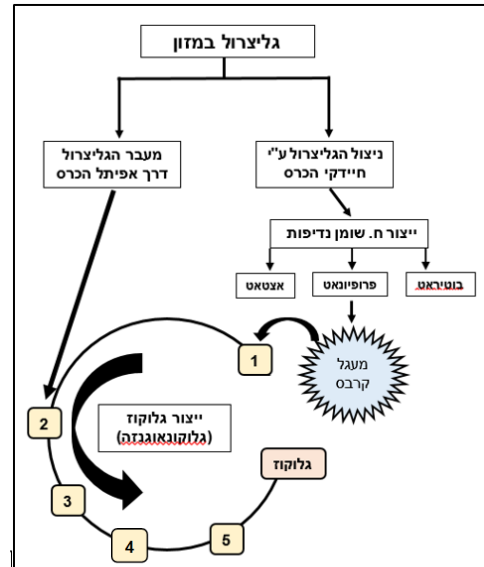 גליצרול במזון
מעבר הגליצרול
דרך אפיתל הכרס
ניצול הגליצרול ע"י
חיידקי הכרס
ייצור ח. שומן נדיפות
אצטאט
פרופיונאט
בוטיראט
מעגל
קרבס
1
2
3
4
5
ייצור גלוקוז
(גלוקונאוגנזה)
גלוקוז